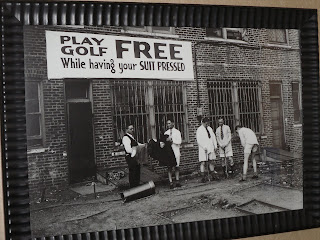 PLAY
GOLF FREE
While having your SUIT PRESSED